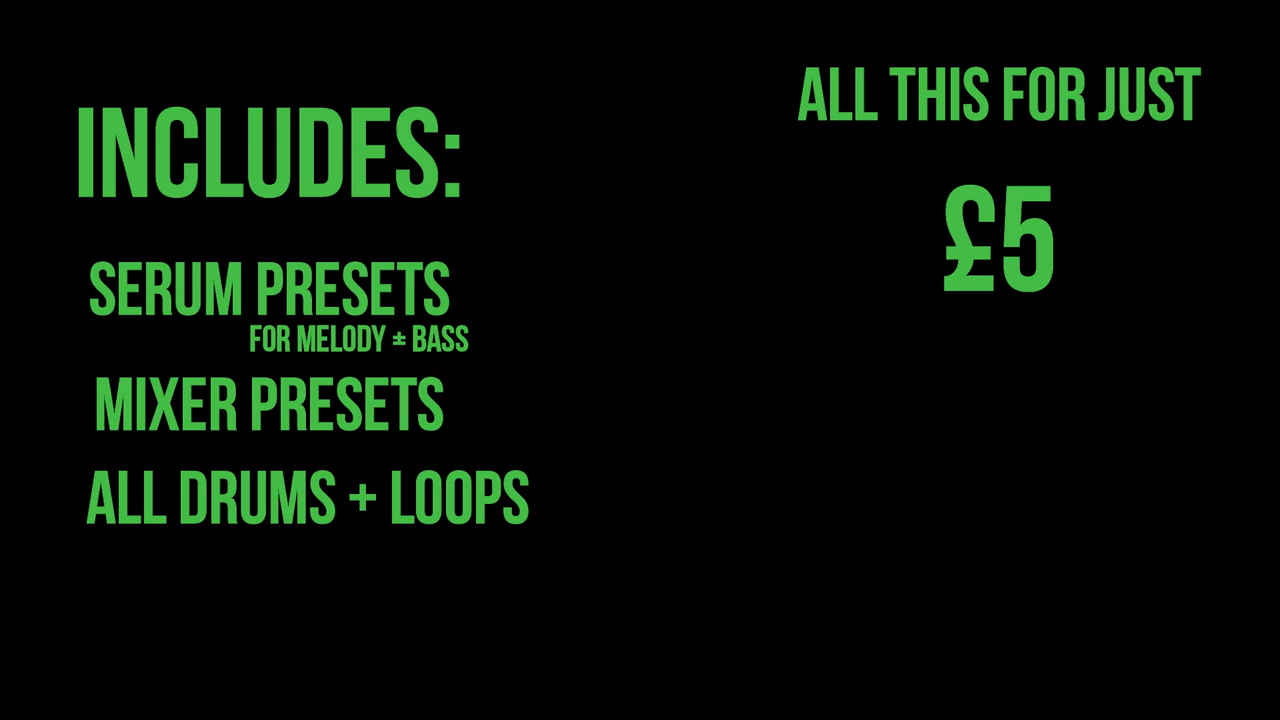 INCLUDES:
SERUM PRESETS
FOR MELODY + BASS
MIXER PRESETS
ALL DRUMS + LOOPS
ALL THIS FOR JUST
£5